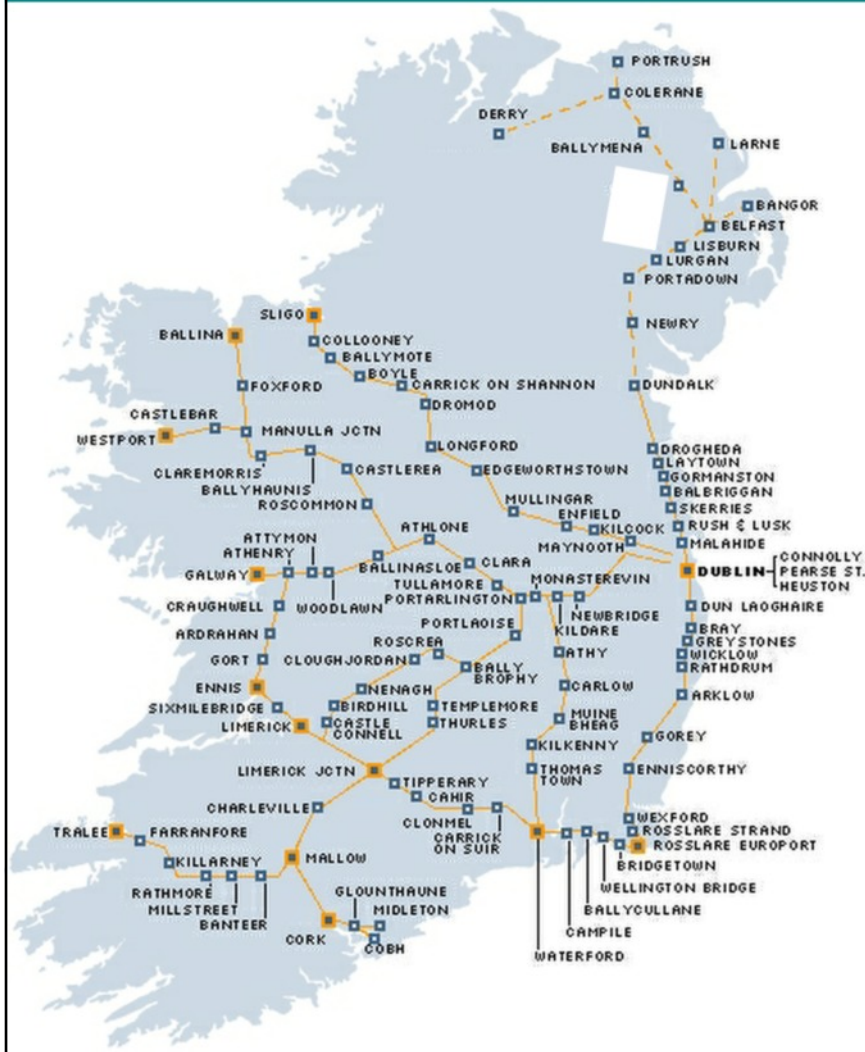 PORTRUSH
COLERANE
DERRY
BALLYMENA
LARNE
BANGOR
BELFAST
LISBURN
LURGAN
PORTADOWN
SLIGO
NEWRY
BALLINA
COLLOONEY
BALLYMOTE
BOYLE
FOXFORD
CARRICK ON SHANNON
DUNDALK
DROMOD
CASTLEBAR
MANULLA JCTN
WESTPORT
LONGFORD
DROGHEDA
LAYTOWN
CLAREMORRIS
CASTLEREA
EDGEWORTHSTOWN
GORMANSTON
BALLYHAUNIS
BALBRIGGAN
ROSCOMMON
MULLINGAR
SKERRIES
ENFIELD
ATHLONE
KILCOCK
RUSH & LUSK
ATTYMON
MAYNOOTH
MALAHIDE
ATHENRY
CONNOLLY
BALLINASLOE
CLARA
GALWAY
DUBLIN
PEARSE ST.
TULLAMORE
MONASTEREVIN
HEUSTON
WOODLAWN
PORTARLINGTON
CRAUGHWELL
NEWBRIDGE
DUN LAOGHAIRE
PORTLAOISE
KILDARE
ARDRAHAN
BRAY
ROSCREA
GREYSTONES
GORT
CLOUGHJORDAN
ATHY
WICKLOW
BALLY
BROPHY
RATHDRUM
ENNIS
NENAGH
CARLOW
ARKLOW
SIXMILEBRIDGE
BIRDHILL
TEMPLEMORE
LIMERICK
CASTLE
CONNELL
THURLES
MUINE
BHEAG
GOREY
KILKENNY
LIMERICK JCTN
THOMAS
TOWN
ENNISCORTHY
TIPPERARY
CAHIR
CHARLEVILLE
CLONMEL
CARRICK
ON SUIR
WEXFORD
TRALEE
FARRANFORE
ROSSLARE STRAND
ROSSLARE EUROPORT
KILLARNEY
MALLOW
BRIDGETOWN
RATHMORE
MILLSTREET
BANTEER
GLOUNTHAUNE
WELLINGTON BRIDGE
MIDLETON
BALLYCULLANE
CORK
CAMPILE
COBH
WATERFORD